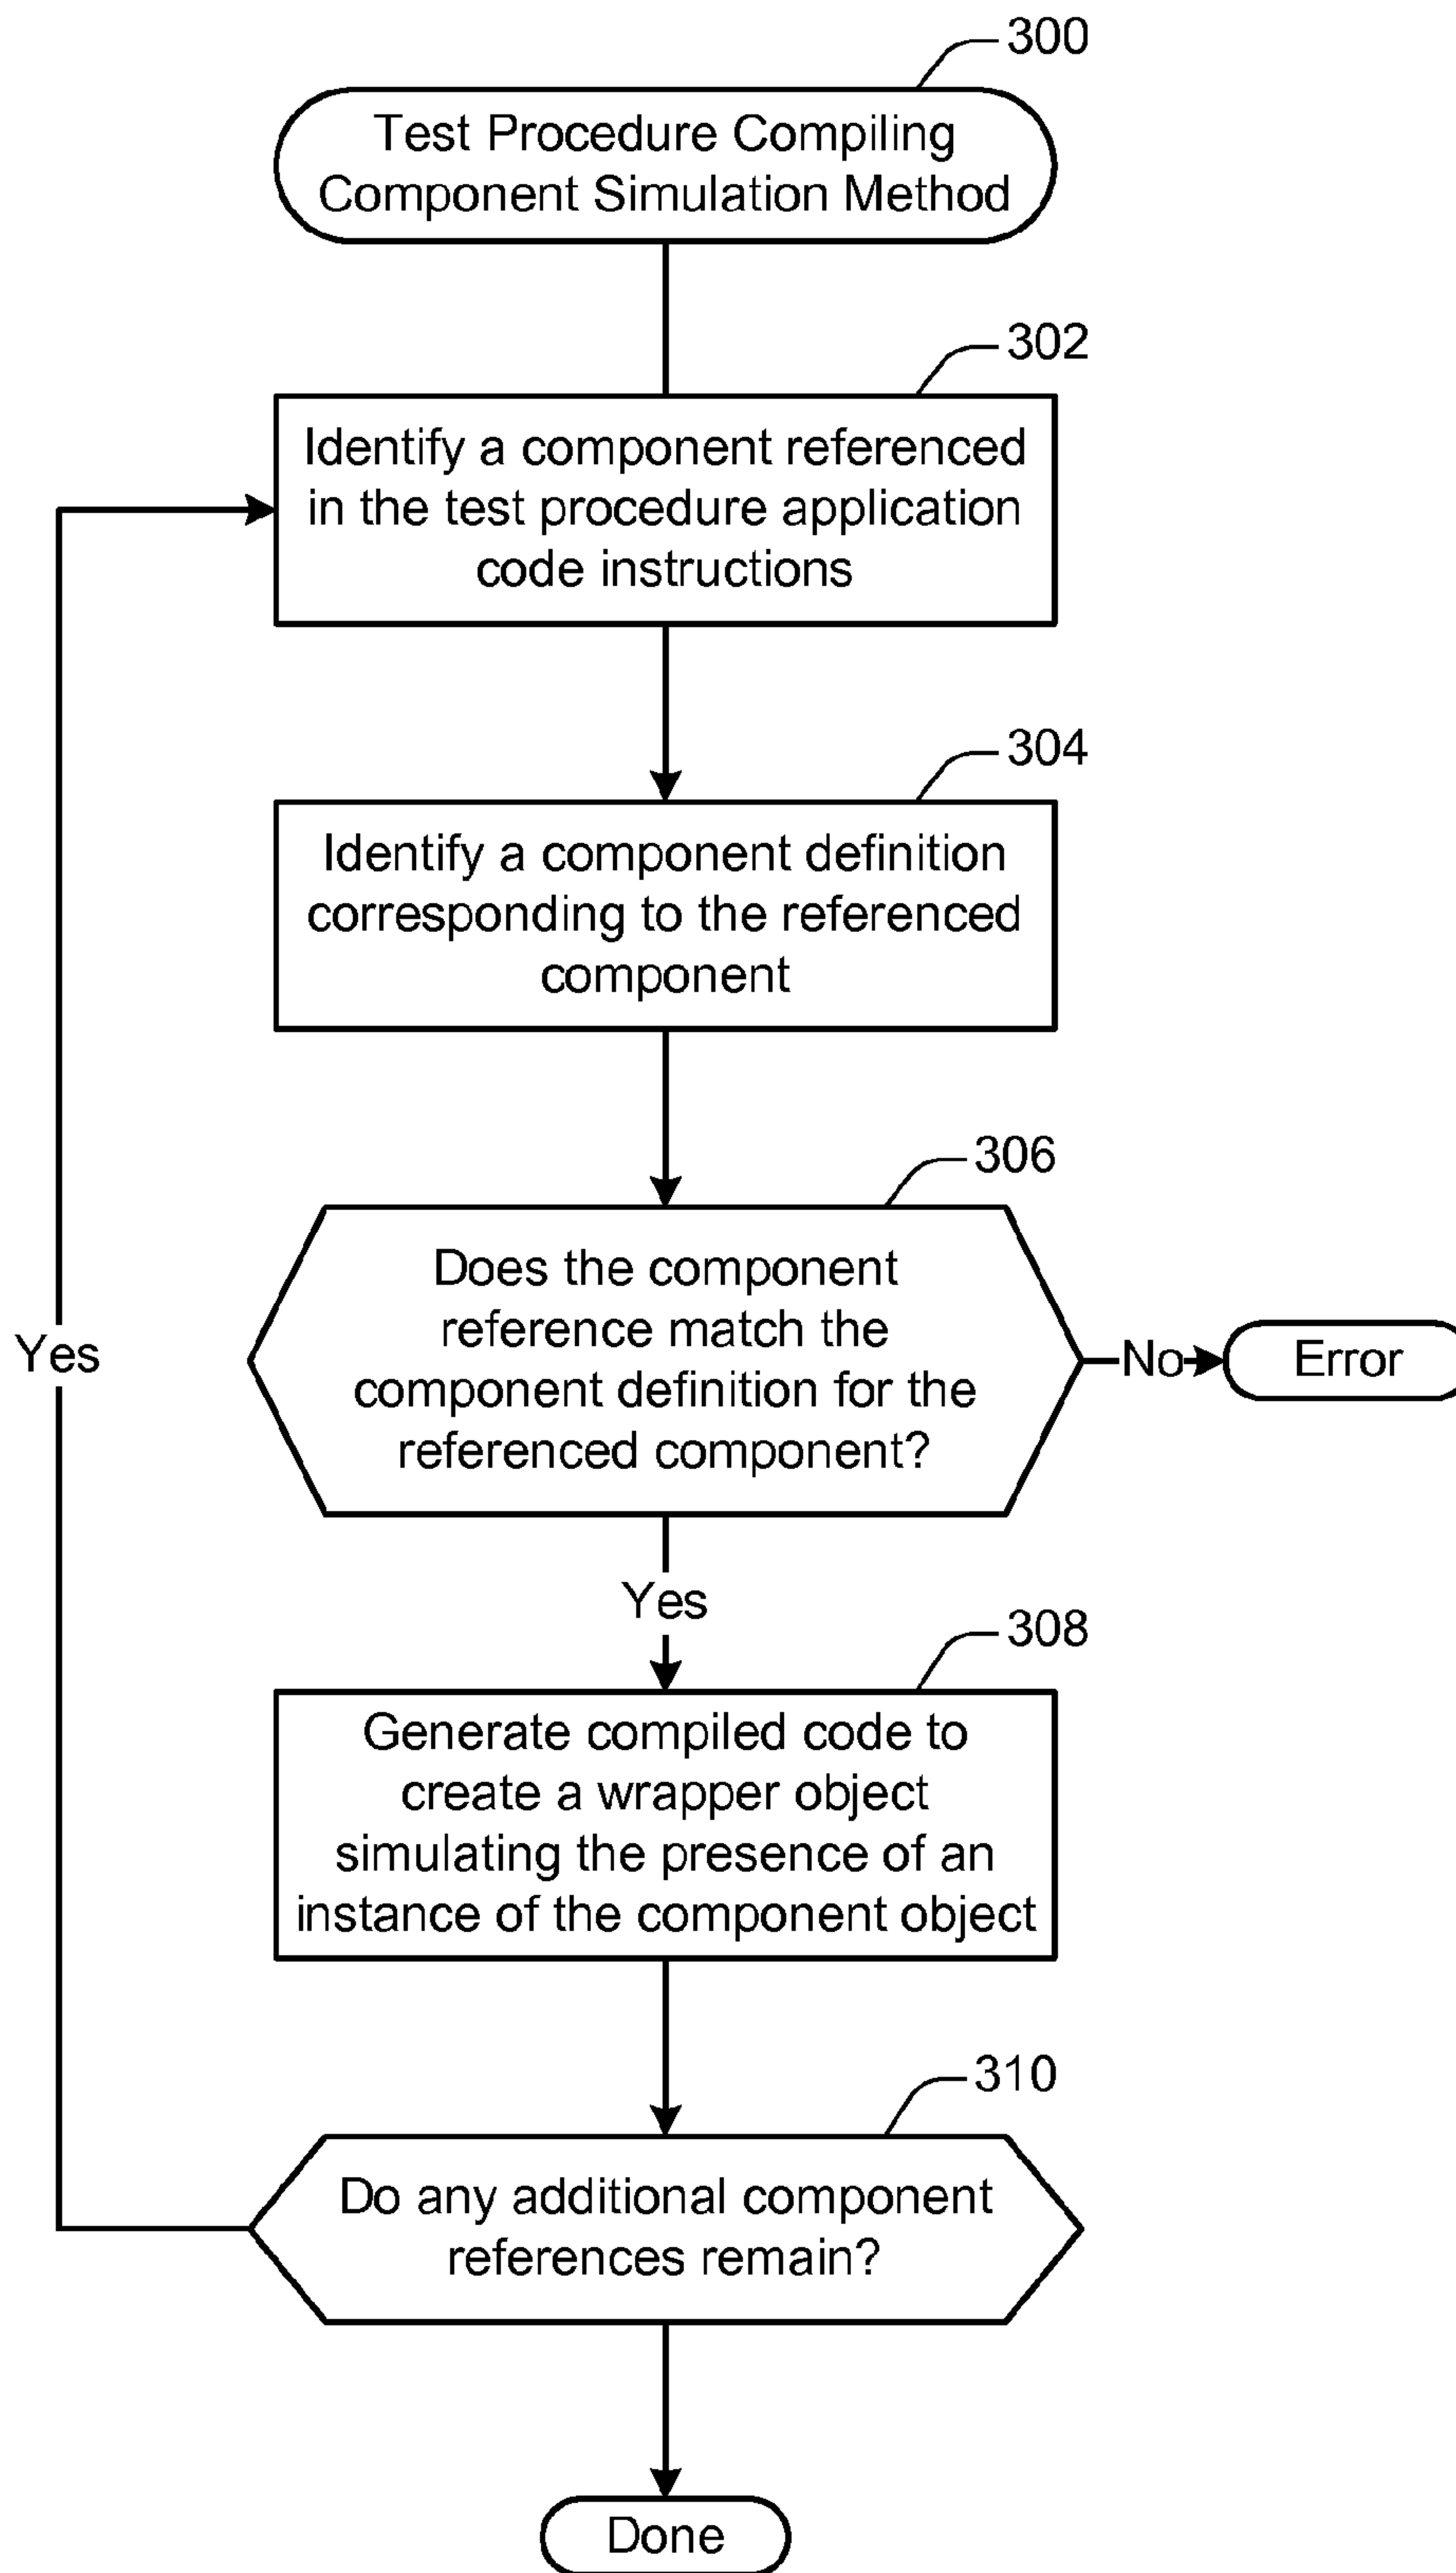 300
Test Procedure Compiling
Component Simulation Method
302
Identify a component referenced
in the test procedure application
code instructions
304
Identify a component definition
corresponding to the referenced
component
306
Does the component
reference match the
component definition for the
referenced component?
No
Error
Yes
Yes
308
Generate compiled code to
create a wrapper object
simulating the presence of an
instance of the component object
310
Do any additional component
references remain?
Done